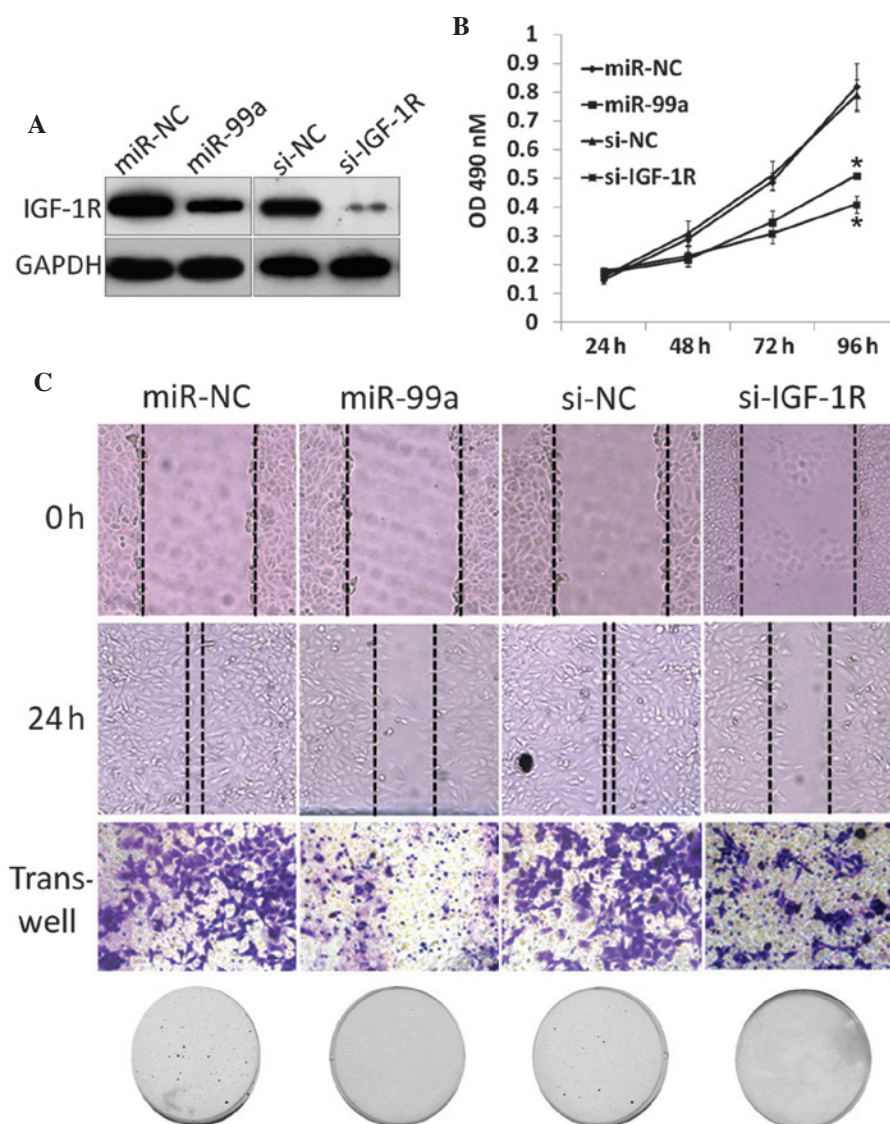 A
miR-NC miR-99a si-NC si-IGF-1R
IGF-1R
GAPDH
B
OD 490 nM
1
0.9
0.8
0.7
0.6
0.5
0.4
0.3
0.2
0.1
0
miR-NC
miR-99a
si-NC
si-IGF-1R
*
*
24 h 48 h 72 h 96 h
C
miR-NC miR-99a si-NC si-IGF-1R
0 h
24 h
Trans-
well